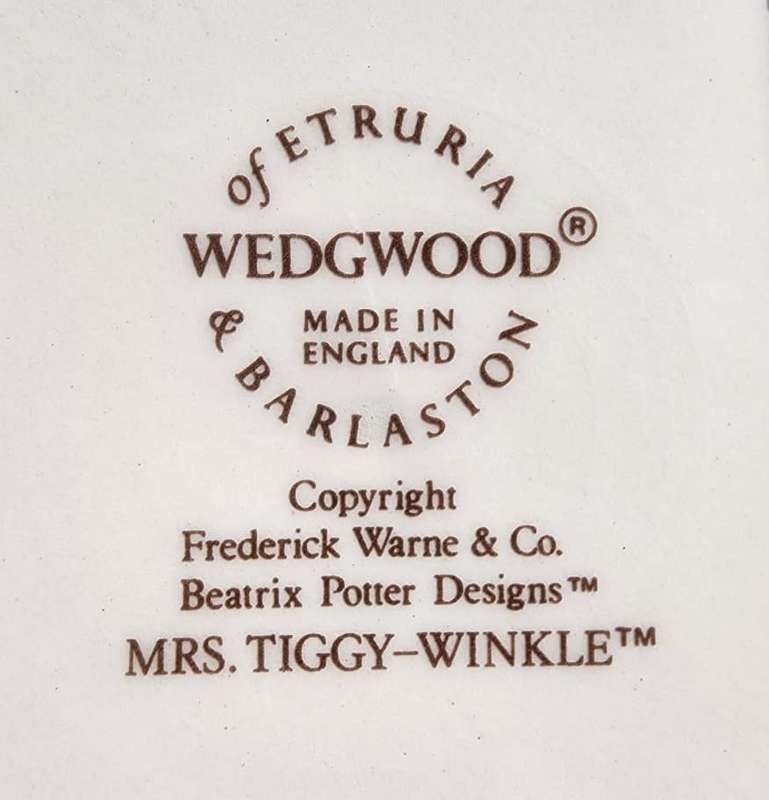 of ETRURIA
WEDGWOOD®
MADE IN
ENGLAND
& BARLASTON
Copyright
Frederick Warne & Co.
Beatrix Potter Designs™
MRS. TIGGY–WINKLE™